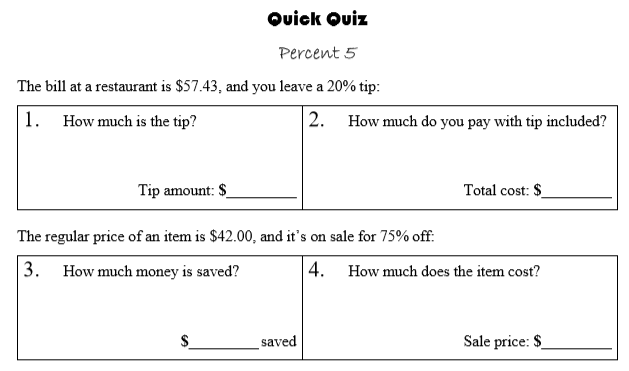 Quick Quiz
Percent 5
The bill at a restaurant is $57.43, and you leave a 20% tip:
1. How much is the tip?
Tip amount: $________
2. How much do you pay with tip included?
Total cost: $________
The regular price of an item is $42.00, and it's on sale for 75% off:
3. How much money is saved?
$________ saved
4. How much does the item cost?
Sale price: $________